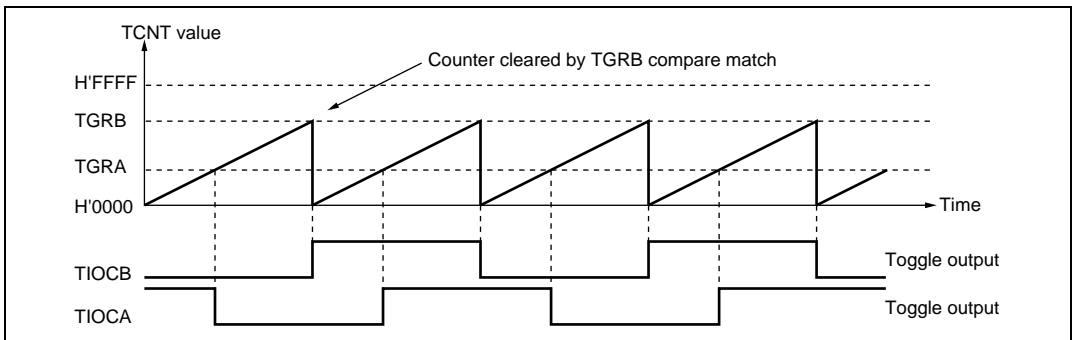 TCNT value
Counter cleared by TGRB compare match
H'FFFF
TGRB
TGRA
H'0000
Time
TIOCB
Toggle output
TIOCA
Toggle output